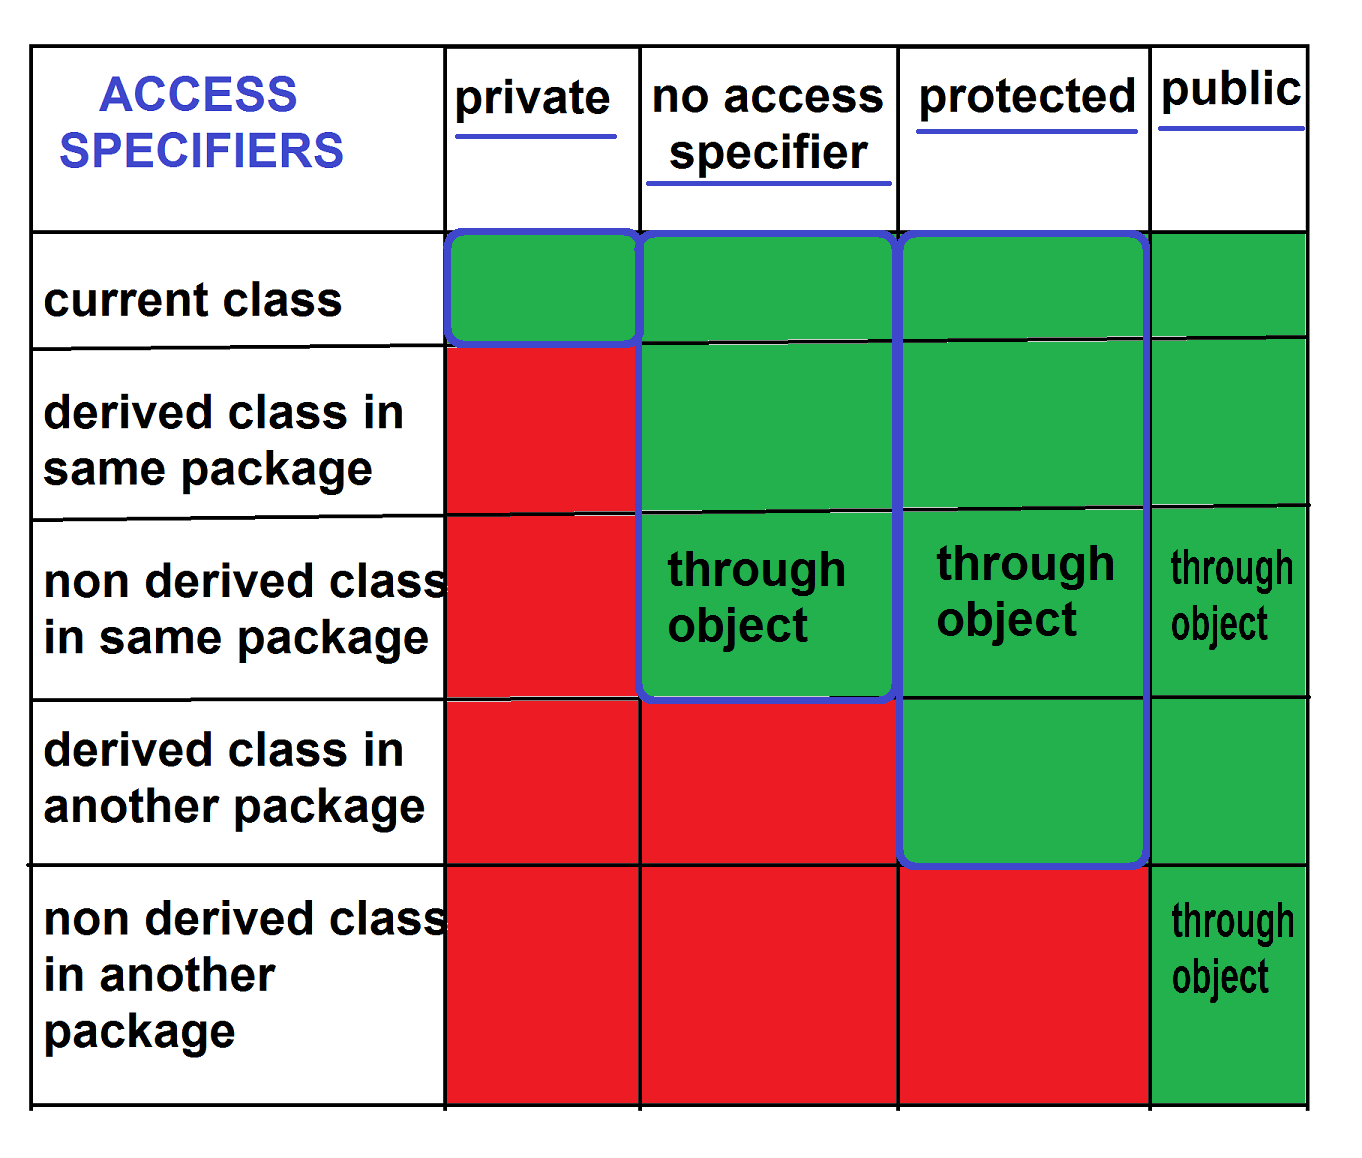 ACCESS
SPECIFIERS
private
no access
specifier
protected
public
current class
derived class in
same package
non derived class
in same package
through
object
through
object
through
object
derived class in
another package
non derived class
in another
package
through
object